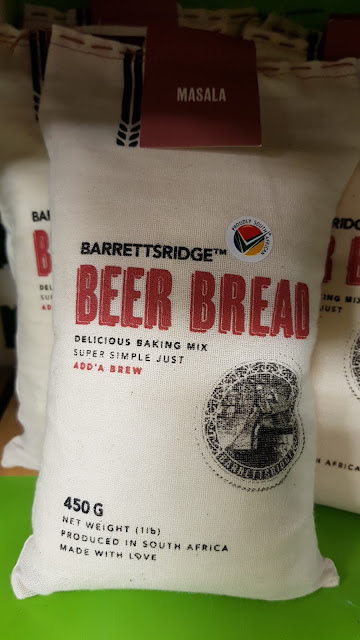 MASALA
PROUDLY SOUTH AFRICAN
BARRETTSRIDGE™
BEER BREAD
DELICIOUS BAKING MIX
SUPER SIMPLE JUST
ADD'A BREW
BARRETTSRIDGE
450 G
NET WEIGHT (1lb)
PRODUCED IN SOUTH AFRICA
MADE WITH LOVE